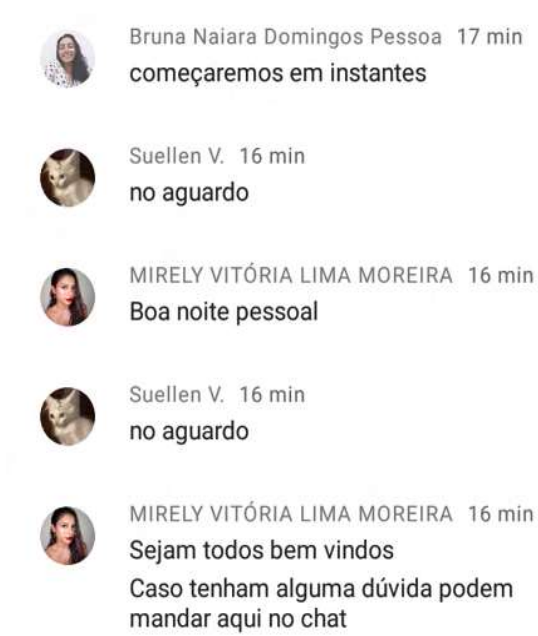 Bruna Naiara Domingos Pessoa 17 min
começaremos em instantes
Suellen V. 16 min
no aguardo
MIRELY VITÓRIA LIMA MOREIRA 16 min
Boa noite pessoal
Suellen V. 16 min
no aguardo
MIRELY VITÓRIA LIMA MOREIRA 16 min
Sejam todos bem vindos
Caso tenham alguma dúvida podem
mandar aqui no chat